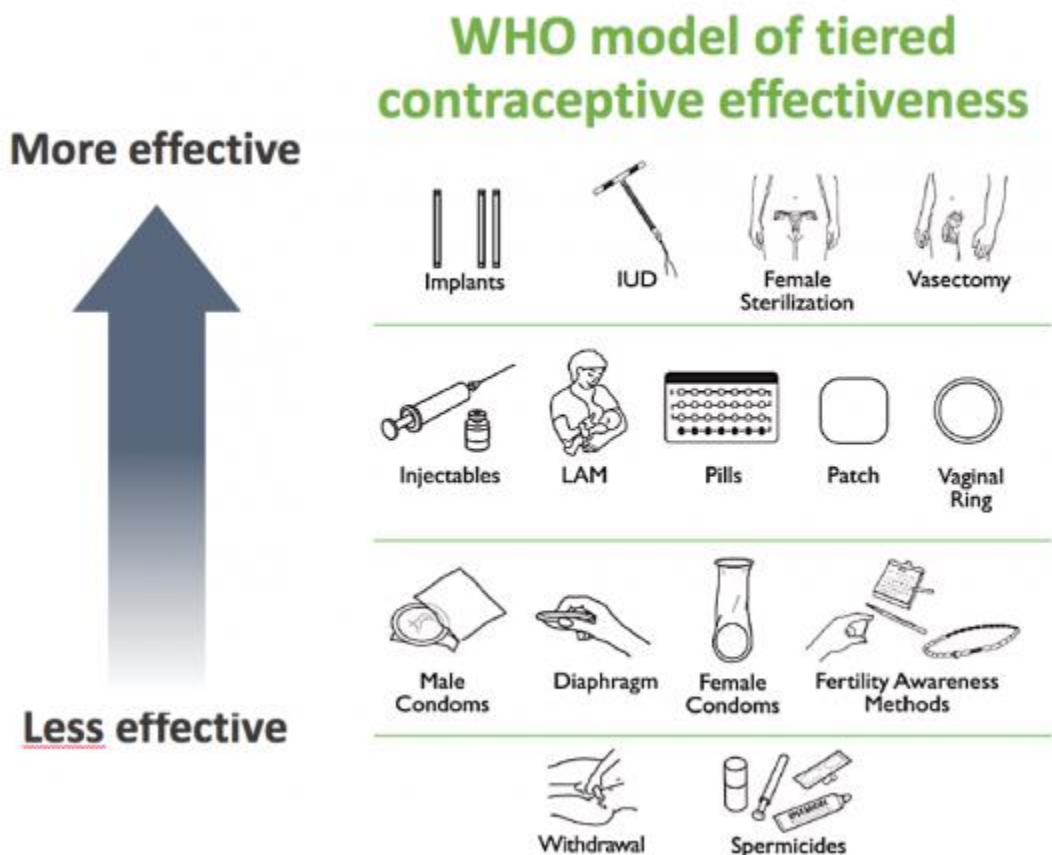 WHO model of tiered
contraceptive effectiveness
More effective
Implants
IUD
Female
Sterilization
Vasectomy
Injectables
LAM
Pills
Patch
Vaginal
Ring
Male
Condoms
Diaphragm
Female
Condoms
Fertility Awareness
Methods
Less effective
Withdrawal
Spermicides